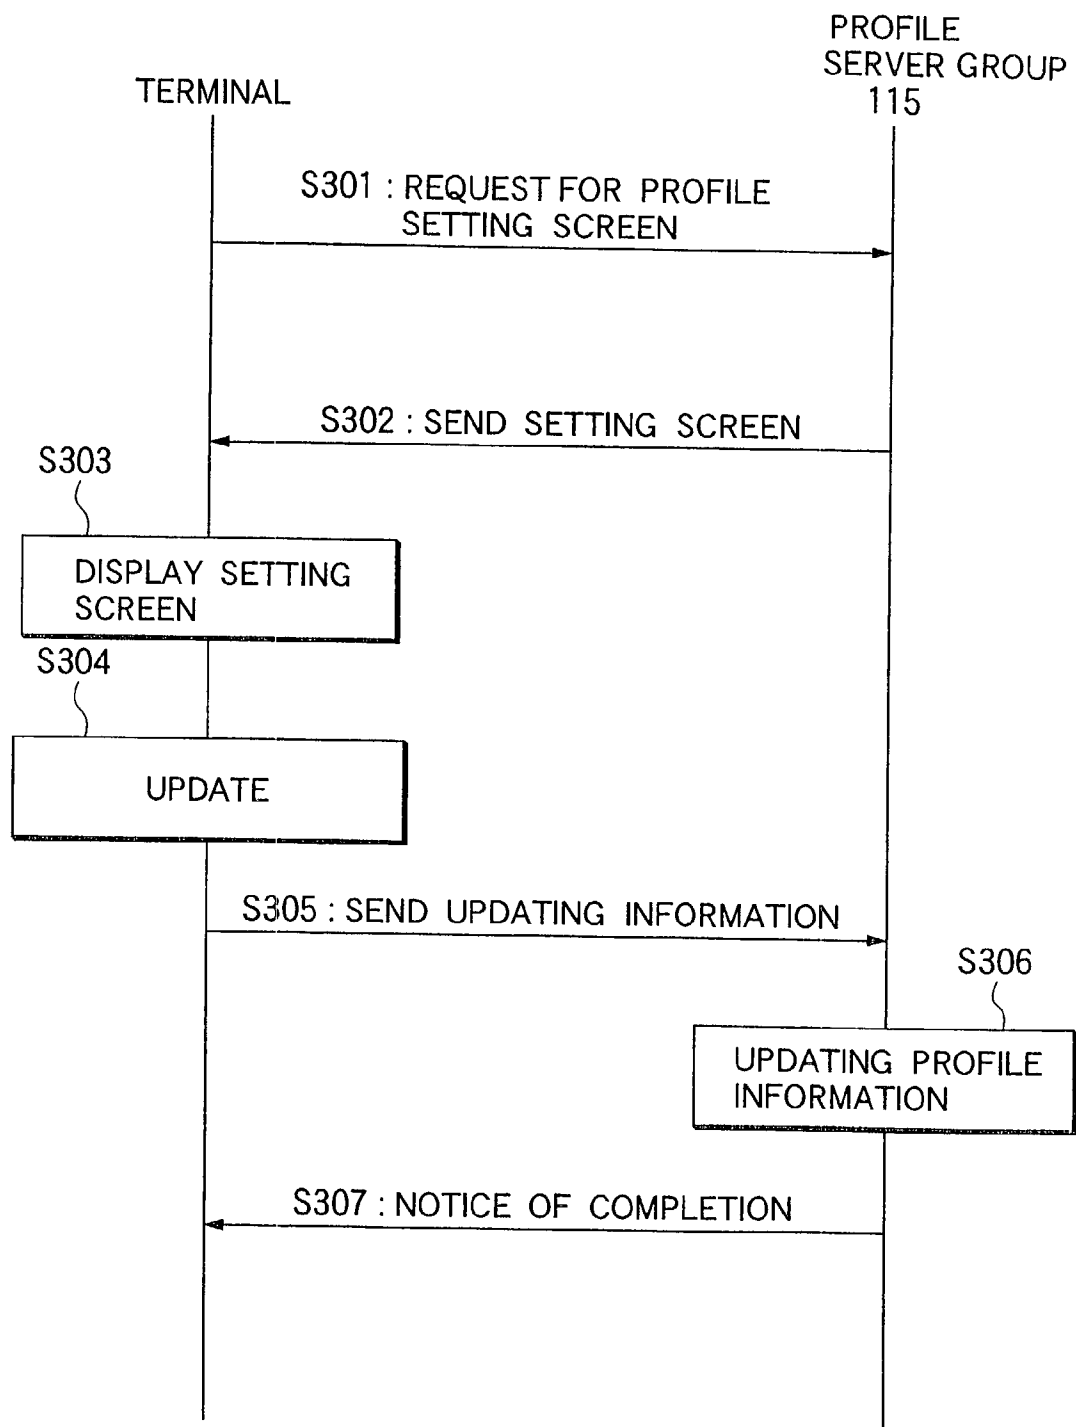 PROFILE
SERVER GROUP
115
TERMINAL
S301 : REQUEST FOR PROFILE
SETTING SCREEN
S302 : SEND SETTING SCREEN
S303
DISPLAY SETTING
SCREEN
S304
UPDATE
S305 : SEND UPDATING INFORMATION
S306
UPDATING PROFILE
INFORMATION
S307 : NOTICE OF COMPLETION